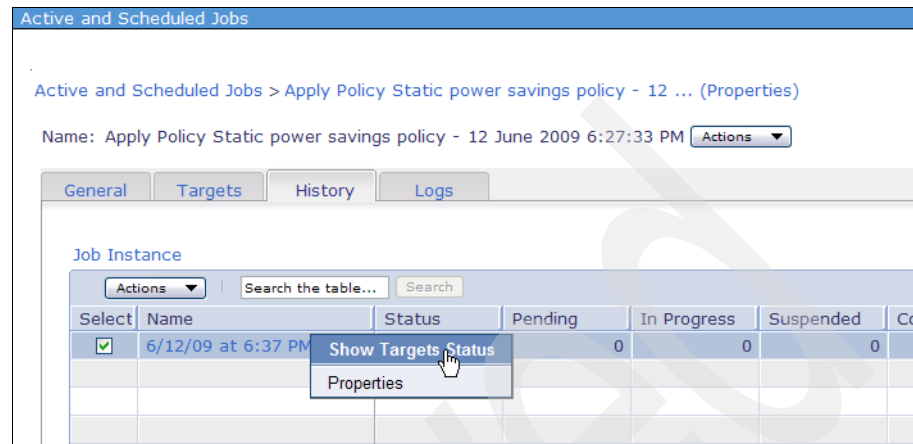 Active and Scheduled Jobs
Active and Scheduled Jobs > Apply Policy Static power savings policy - 12 ... (Properties)
Name: Apply Policy Static power savings policy - 12 June 2009 6:27:33 PM Actions
General Targets History Logs
Job Instance
Actions Search the table... Search
Select Name Status Pending In Progress Suspended
6/12/09 at 6:37 PM Show Targets Status 0 0 0
Properties